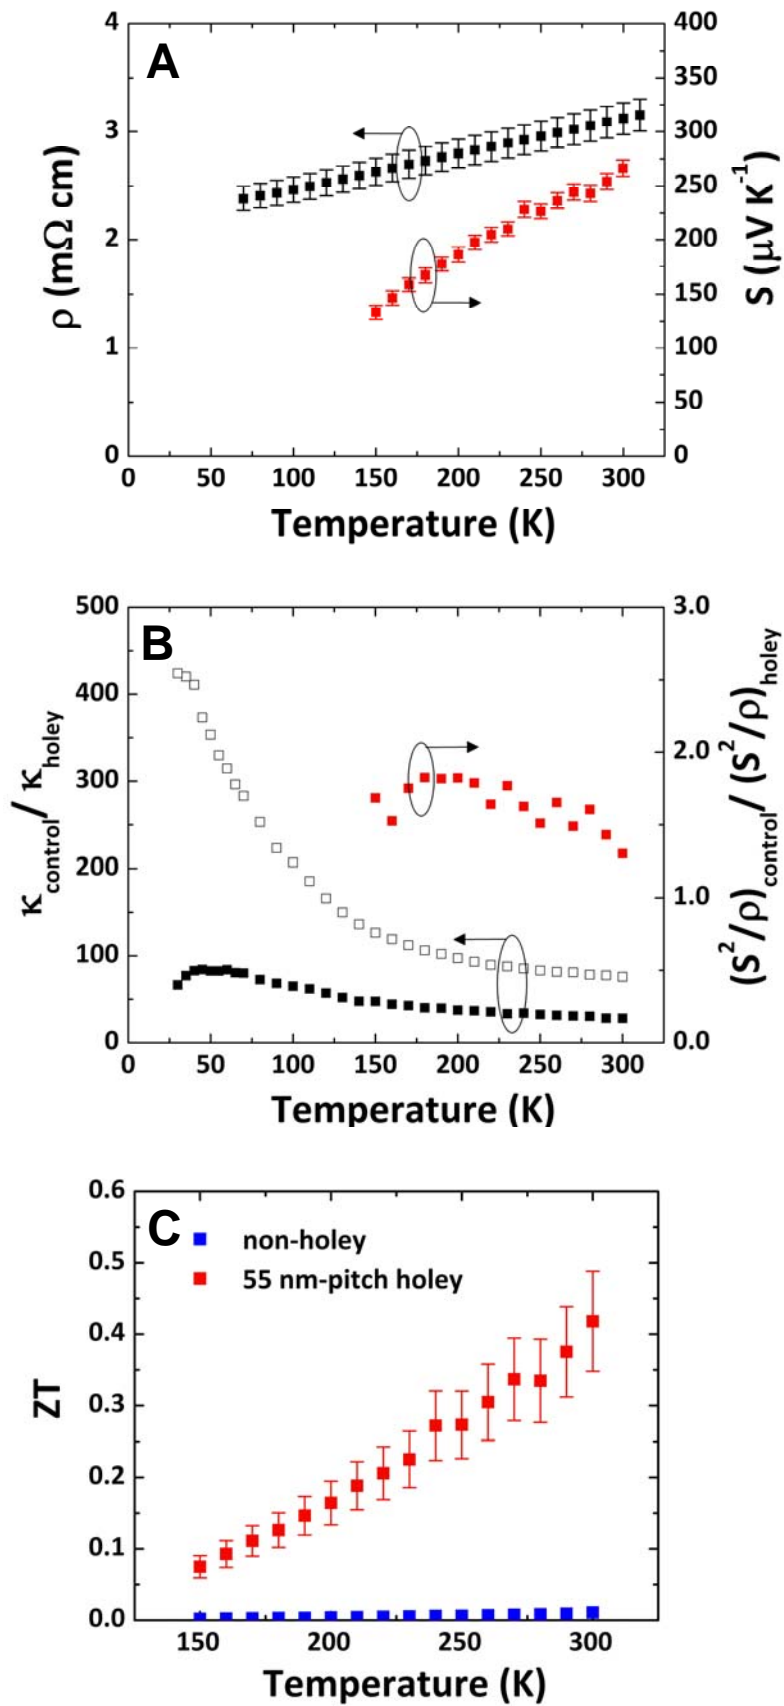 A
4
3
2
1
0
ρ (mΩ cm)
400
350
300
250
200
150
100
50
0
S (μV K⁻¹)
0 50 100 150 200 250 300
Temperature (K)
B
500
400
300
200
100
0
κcontrol/ κholey
3.0
2.0
1.0
0.0
(S²/ρ)control/ (S²/ρ)holey
0 50 100 150 200 250 300
Temperature (K)
C
0.6
0.5
0.4
0.3
0.2
0.1
0.0
ZT
non-holey
55 nm-pitch holey
150 200 250 300
Temperature (K)